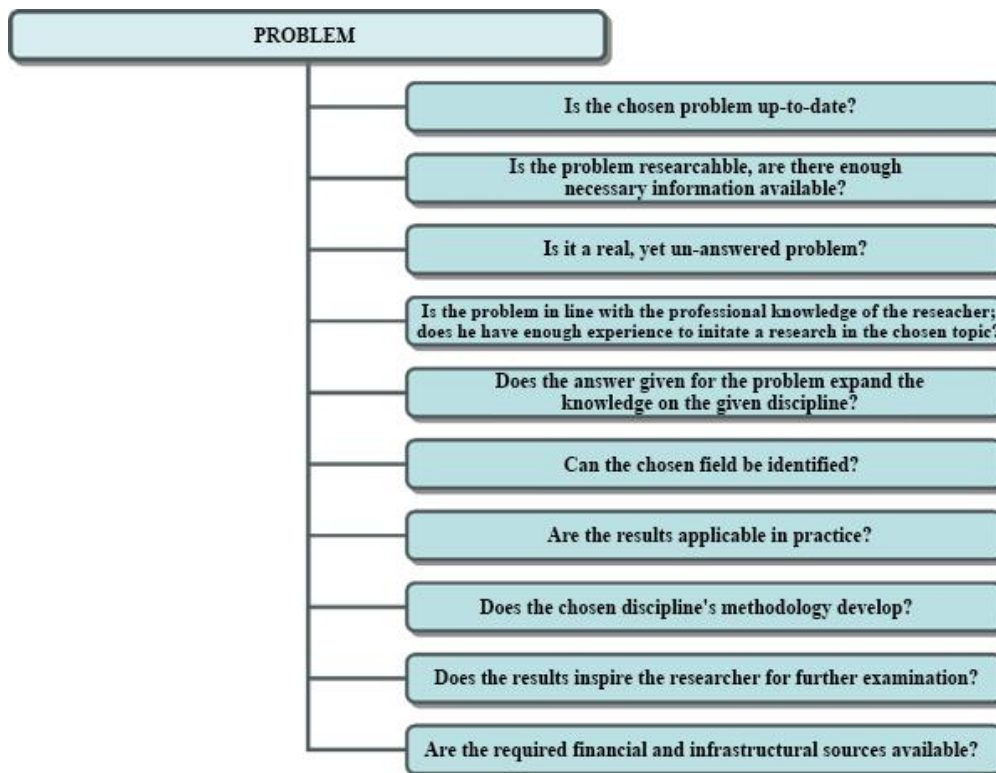 PROBLEM
Is the chosen problem up-to-date?
Is the problem researcahble, are there enough
necessary information available?
Is it a real, yet un-answered problem?
Is the problem in line with the professional knowledge of the reseacher;
does he have enough experience to initate a research in the chosen topic?
Does the answer given for the problem expand the
knowledge on the given discipline?
Can the chosen field be identified?
Are the results applicable in practice?
Does the chosen discipline's methodology develop?
Does the results inspire the researcher for further examination?
Are the required financial and infrastructural sources available?